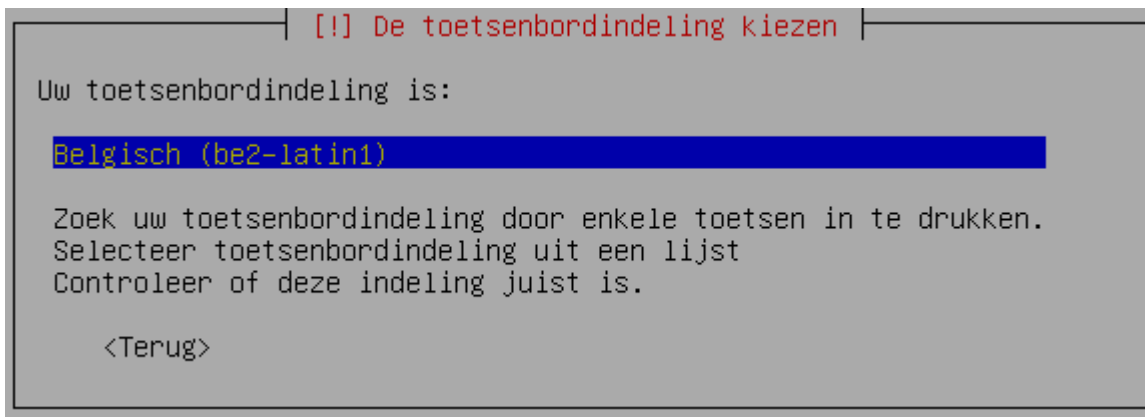 [!] De toetsenbordindeling kiezen
Uw toetsenbordindeling is:
Belgisch (be2-latin1)
Zoek uw toetsenbordindeling door enkele toetsen in te drukken.
Selecteer toetsenbordindeling uit een lijst
Controleer of deze indeling juist is.
<Terug>